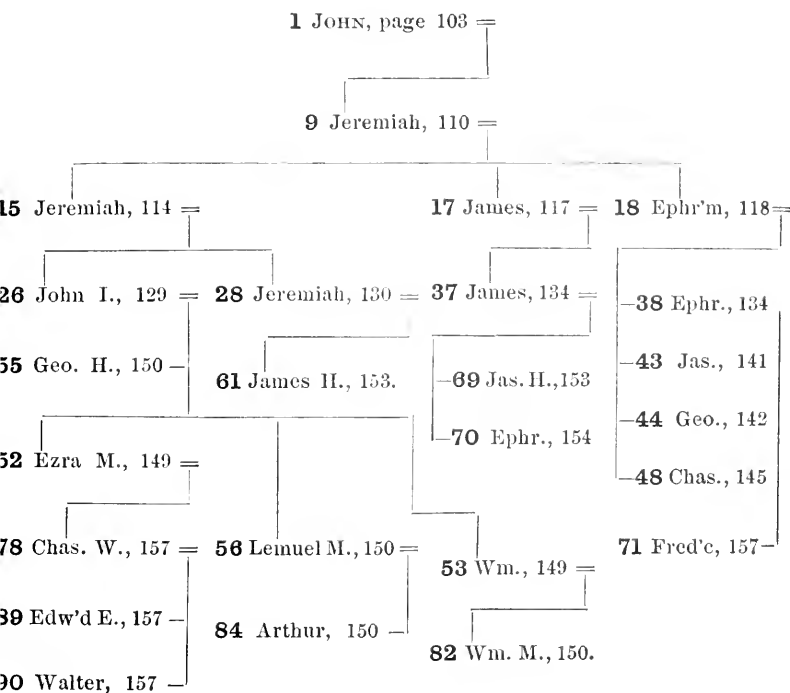 1 JOHN, page 103 =
9 Jeremiah, 110 =
15 Jeremiah, 114 = 17 James, 117 = 18 Ephr'm, 118=
26 John I., 129 = 28 Jeremiah, 130 = 37 James, 134 =
38 Ephr., 134
55 Geo. H., 150
61 James H., 153.
69 Jas. H., 153
43 Jas., 141
70 Ephr., 154
44 Geo., 142
52 Ezra M., 149 =
48 Chas., 145
78 Chas. W., 157 = 56 Lemuel M., 150 =
53 Wm., 149 =
71 Fred'c, 157
89 Edw'd E., 157
84 Arthur, 150
82 Wm. M., 150.
90 Walter, 157